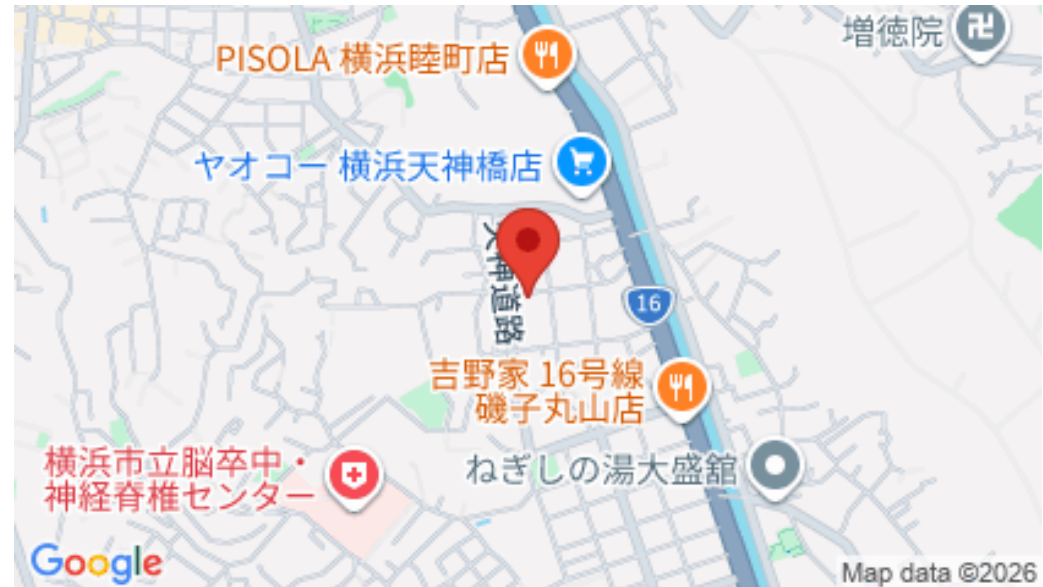 増徳院
PISOLA 横浜睦町店
ヤオコー 横浜天神橋店
天神道路
16
吉野家 16号線
磯子丸山店
横浜市立脳卒中・
神経脊椎センター
ねぎしの湯大盛舘
Google
Map data ©2026